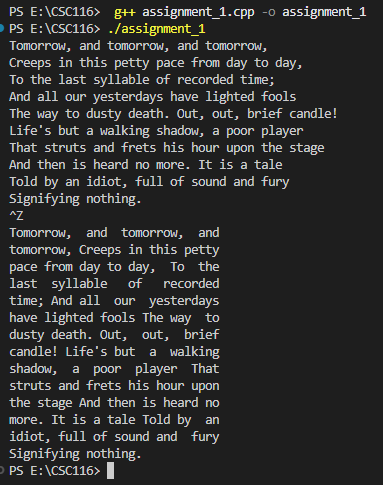 PS E:\CSC116>  g++ assignment_1.cpp -o assignment_1
PS E:\CSC116> ./assignment_1
Tomorrow, and tomorrow, and tomorrow,
Creeps in this petty pace from day to day,
To the last syllable of recorded time;
And all our yesterdays have lighted fools
The way to dusty death. Out, out, brief candle!
Life's but a walking shadow, a poor player
That struts and frets his hour upon the stage
And then is heard no more. It is a tale
Told by an idiot, full of sound and fury
Signifying nothing.
^Z
Tomorrow,  and  tomorrow,  and
tomorrow, Creeps in this petty
pace from day to day,  To  the
last  syllable   of   recorded
time; And all  our  yesterdays
have lighted fools The way  to
dusty death. Out,  out,  brief
candle! Life's but  a  walking
shadow,  a  poor  player  That
struts and frets his hour upon
the stage And then is heard no
more. It is a tale Told by  an
idiot, full of sound and  fury
Signifying nothing.
PS E:\CSC116>